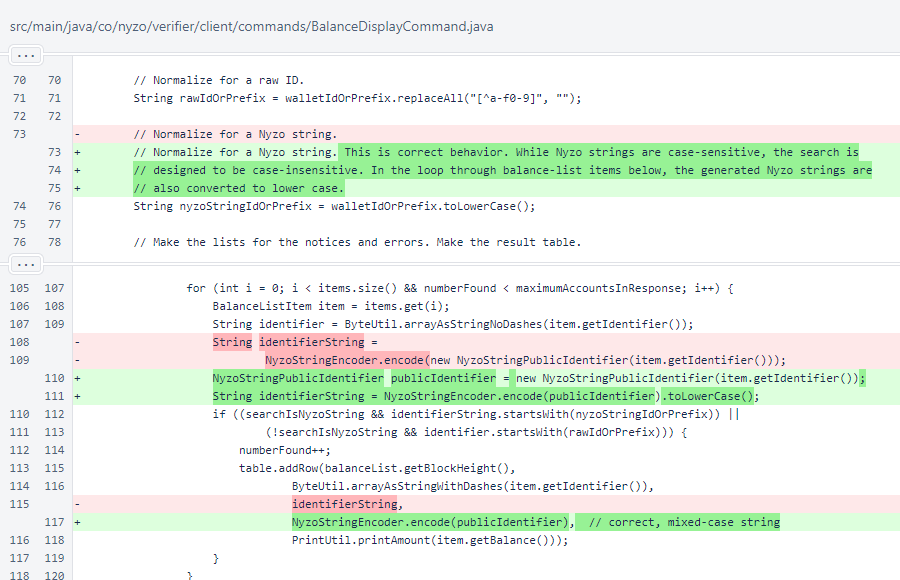 src/main/java/co/nyzo/verifier/client/commands/BalanceDisplayCommand.java
...
70 70 // Normalize for a raw ID.
71 71 String rawIdOrPrefix = walletIdOrPrefix.replaceAll("[^a-f0-9]", "");
72 72
73 - // Normalize for a Nyzo string.
73 + // Normalize for a Nyzo string. This is correct behavior. While Nyzo strings are case-sensitive, the search is
74 + // designed to be case-insensitive. In the loop through balance-list items below, the generated Nyzo strings are
75 + // also converted to lower case.
74 76 String nyzoStringIdOrPrefix = walletIdOrPrefix.toLowerCase();
75 77
76 78 // Make the lists for the notices and errors. Make the result table.
...
105 107 for (int i = 0; i < items.size() && numberFound < maximumAccountsInResponse; i++) {
106 108 BalanceListItem item = items.get(i);
107 109 String identifier = ByteUtil.arrayAsStringNoDashes(item.getIdentifier());
108 - String identifierString =
109 - NyzoStringEncoder.encode(new NyzoStringPublicIdentifier(item.getIdentifier()));
110 + NyzoStringPublicIdentifier publicIdentifier = new NyzoStringPublicIdentifier(item.getIdentifier());
111 + String identifierString = NyzoStringEncoder.encode(publicIdentifier).toLowerCase();
110 112 if ((searchIsNyzoString && identifierString.startsWith(nyzoStringIdOrPrefix)) ||
111 113 (!searchIsNyzoString && identifier.startsWith(rawIdOrPrefix))) {
112 114 numberFound++;
113 115 table.addRow(balanceList.getBlockHeight(),
114 116 ByteUtil.arrayAsStringWithDashes(item.getIdentifier()),
115 - identifierString,
117 + NyzoStringEncoder.encode(publicIdentifier), // correct, mixed-case string
116 118 PrintUtil.printAmount(item.getBalance()));
117 119 }
118 120 }